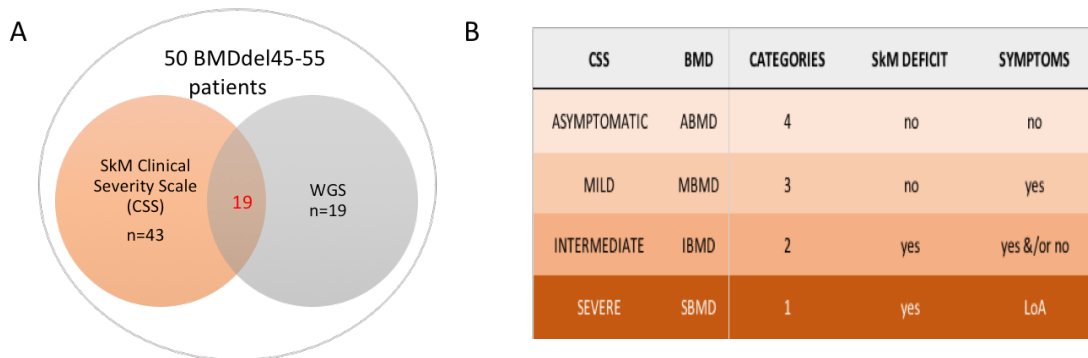 A
50 BMDdel45-55
patients
SkM Clinical
Severity Scale
(CSS)
n=43
19
WGS
n=19
B
CSS BMD CATEGORIES SkM DEFICIT SYMPTOMS
ASYMPTOMATIC ABMD 4 no no
MILD MBMD 3 no yes
INTERMEDIATE IBMD 2 yes yes &/or no
SEVERE SBMD 1 yes LoA